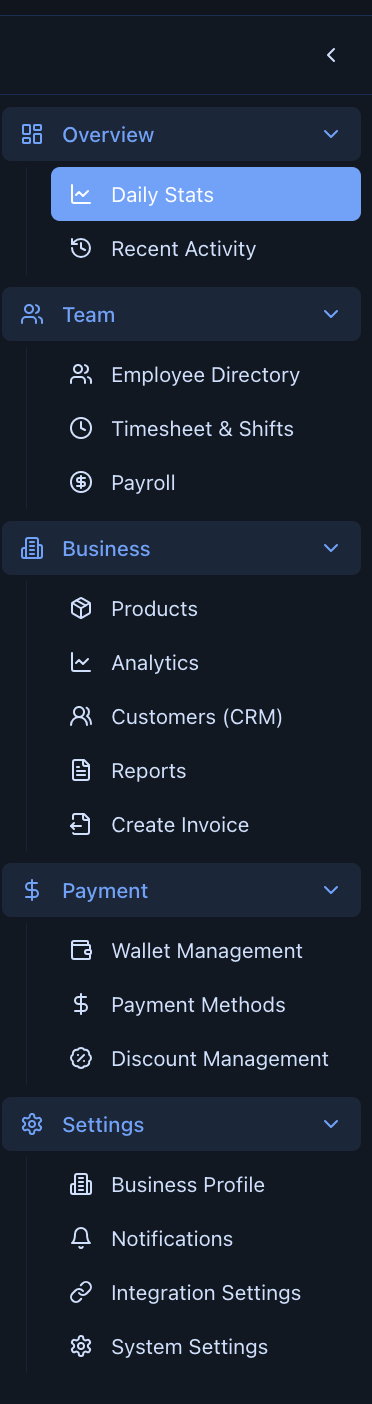 Overview
Daily Stats
Recent Activity
Team
Employee Directory
Timesheet & Shifts
Payroll
Business
Products
Analytics
Customers (CRM)
Reports
Create Invoice
Payment
Wallet Management
Payment Methods
Discount Management
Settings
Business Profile
Notifications
Integration Settings
System Settings